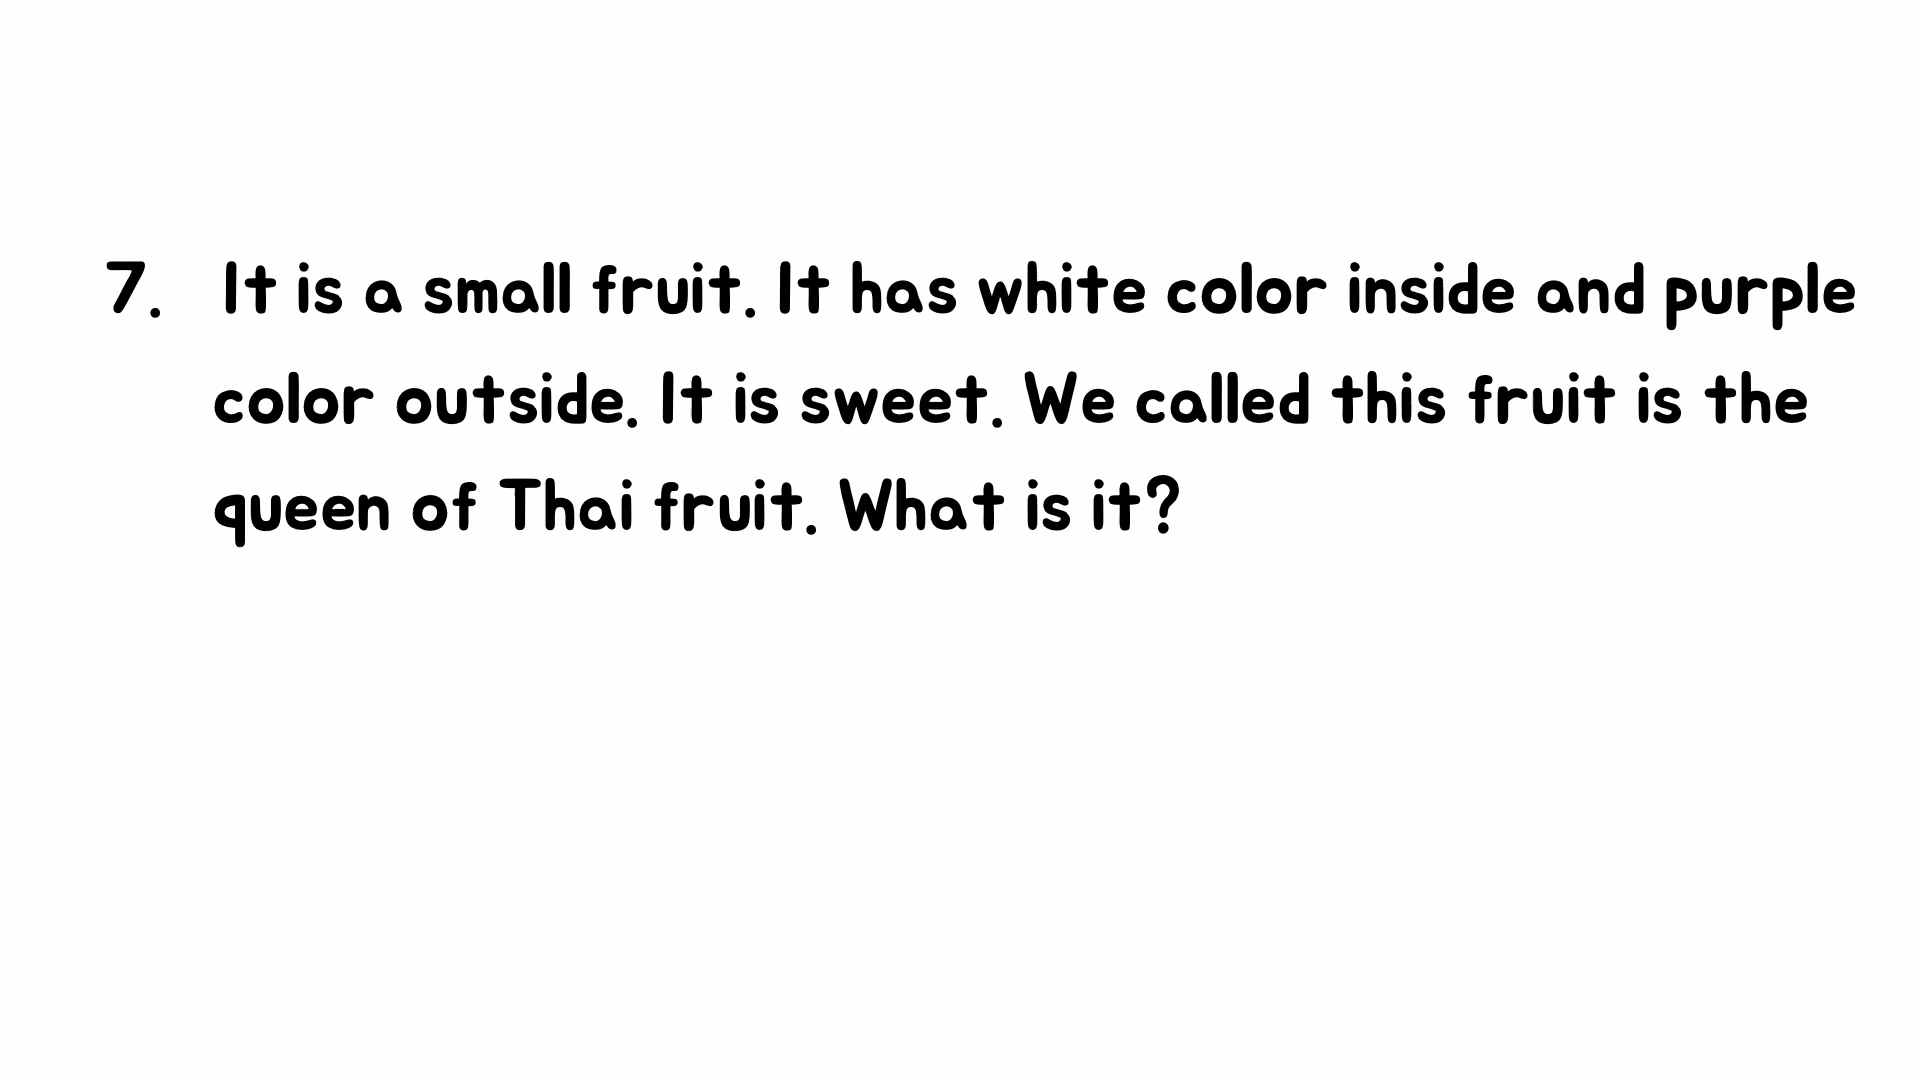 7. It is a small fruit. It has white color inside and purple
color outside. It is sweet. We called this fruit is the
queen of Thai fruit. What is it?